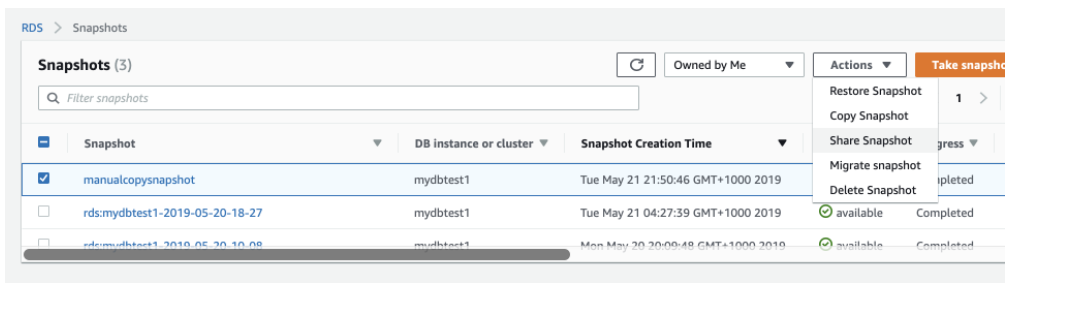 RDS > Snapshots
Snapshots (3)
Owned by Me
Actions
Take snapsho
Filter snapshots
1
Restore Snapshot
Copy Snapshot
Share Snapshot
Migrate snapshot
Delete Snapshot
Snapshot DB instance or cluster Snapshot Creation Time gress
manualcopysnapshot mydbtest1 Tue May 21 21:50:46 GMT+1000 2019 pleted
rds:mydbtest1-2019-05-20-18-27 mydbtest1 Tue May 21 04:27:39 GMT+1000 2019 available Completed
rds:mydbtest1-2019-05-20-10-08 mydbtest1 Mon May 20 20:09:48 GMT+1000 2019 available Completed